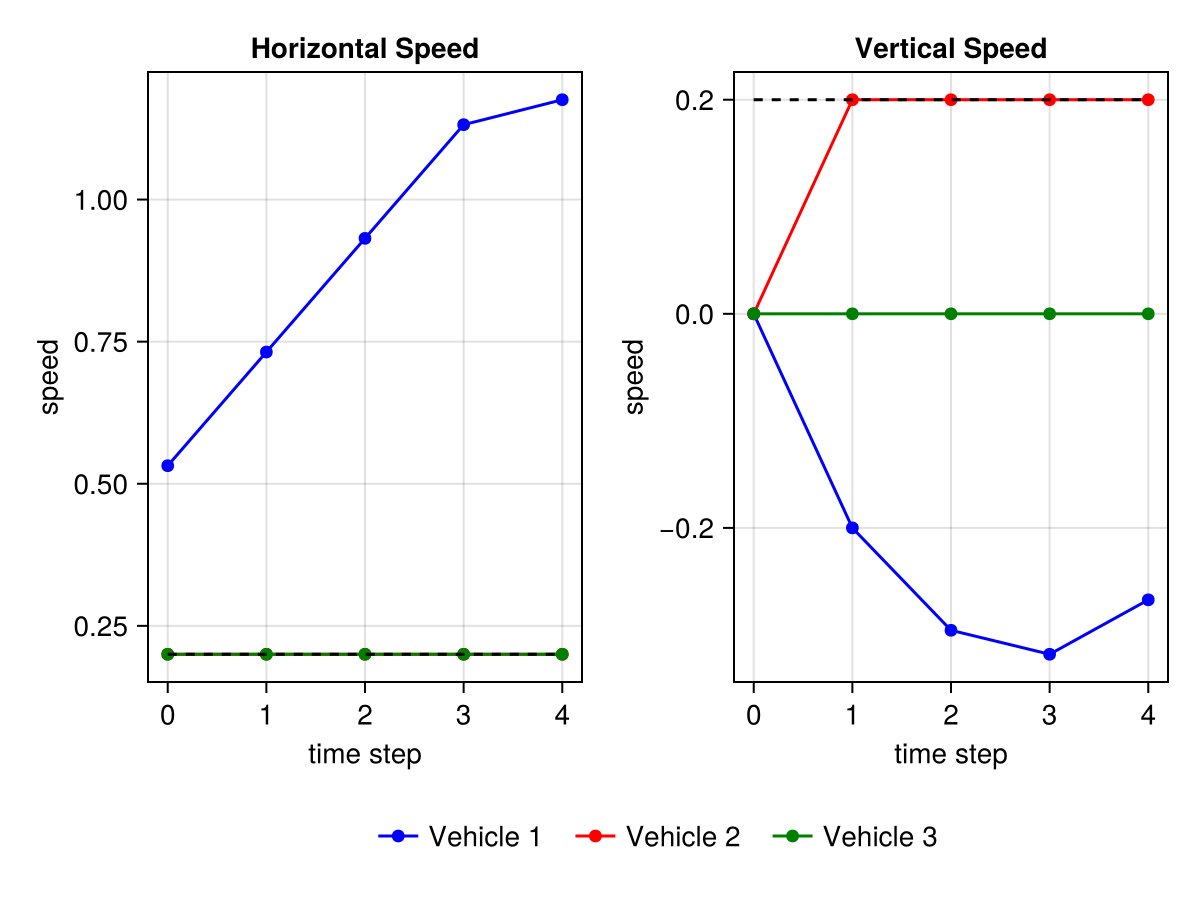 Horizontal Speed
speed
1.00
0.75
0.50
0.25
0
1
2
3
4
time step
Vertical Speed
speed
0.2
0.0
−0.2
0
1
2
3
4
time step
Vehicle 1
Vehicle 2
Vehicle 3